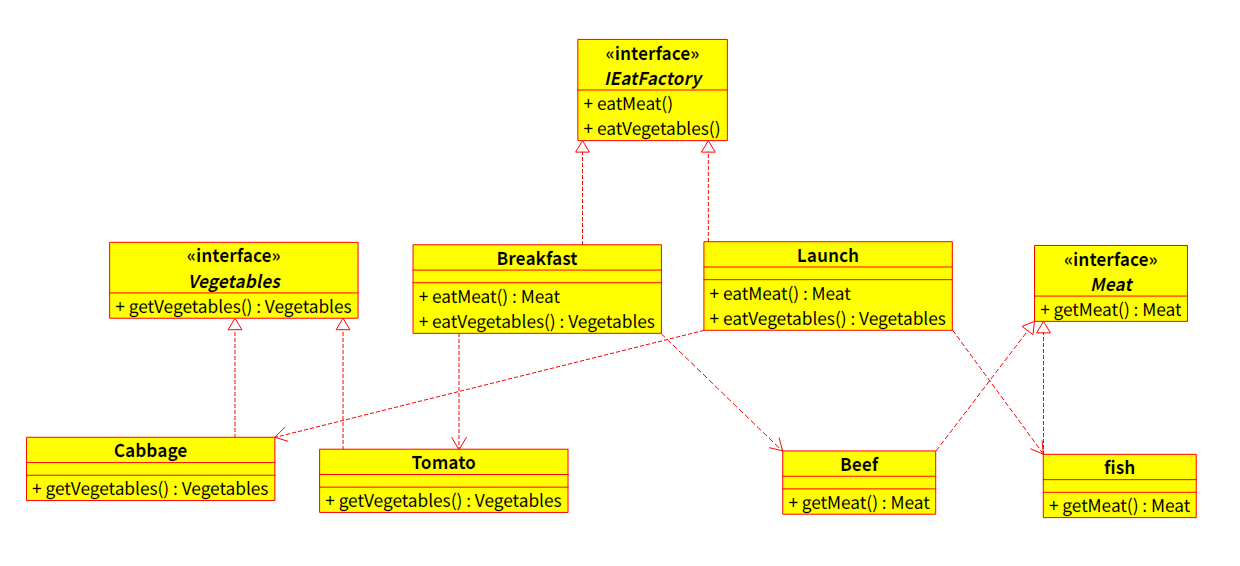 «interface»
IEatFactory
+ eatMeat()
+ eatVegetables()
«interface»
Vegetables
+ getVegetables() : Vegetables
Breakfast
+ eatMeat() : Meat
+ eatVegetables() : Vegetables
Launch
+ eatMeat() : Meat
+ eatVegetables() : Vegetables
«interface»
Meat
+ getMeat() : Meat
Cabbage
+ getVegetables() : Vegetables
Tomato
+ getVegetables() : Vegetables
Beef
+ getMeat() : Meat
fish
+ getMeat() : Meat